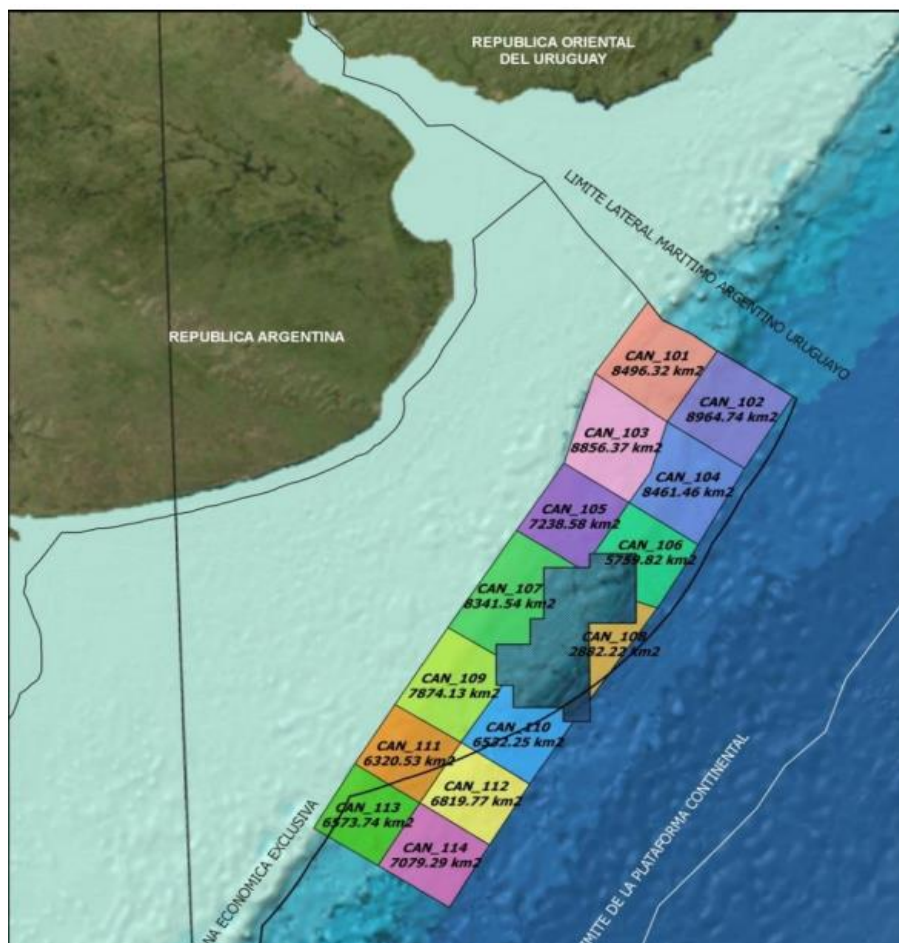 REPUBLICA ORIENTAL
DEL URUGUAY
LIMITE LATERAL MARITIMO ARGENTINO URUGUAYO
REPUBLICA ARGENTINA
CAN_101
8496.32 km2
CAN_102
8964.74 km2
CAN_103
8856.37 km2
CAN_104
8461.46 km2
CAN_105
7238.58 km2
CAN_106
5759.82 km2
CAN_107
8341.54 km2
CAN_108
2882.22 km2
CAN_109
7874.13 km2
CAN_110
6532.25 km2
CAN_111
6320.53 km2
CAN_112
6819.77 km2
CAN_113
6573.74 km2
CAN_114
7079.29 km2
NA ECONOMICA EXCLUSIVA
IMITE DE LA PLATAFORMA CONTINENTAL